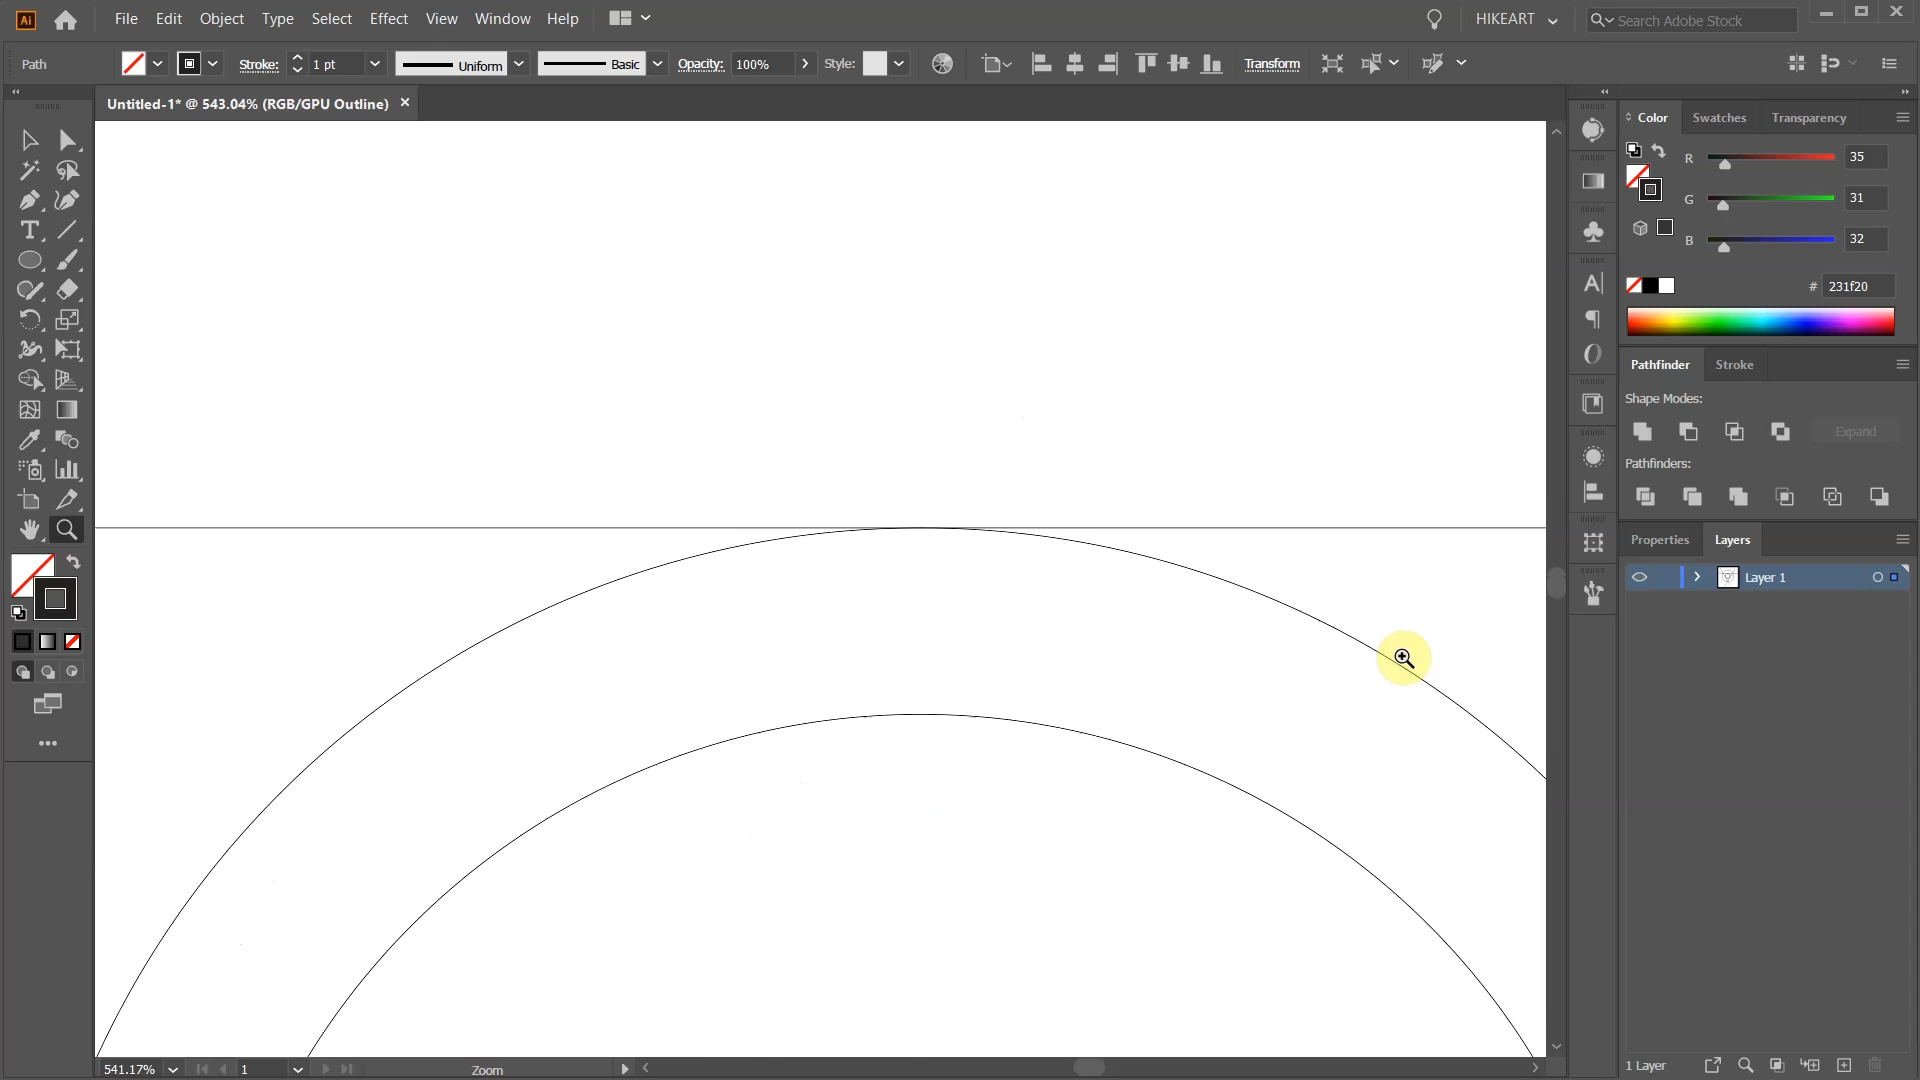 Ai
File Edit Object Type Select Effect View Window Help
HIKEART
Search Adobe Stock
Path
Stroke: 1 pt
Uniform
Basic
Opacity: 100%
Style:
Transform
Untitled-1* @ 543.04% (RGB/GPU Outline) ×
Color Swatches Transparency
R 35
G 31
B 32
# 231f20
Pathfinder Stroke
Shape Modes:
Expand
Pathfinders:
Properties Layers
Layer 1
541.17%
1
Zoom
1 Layer